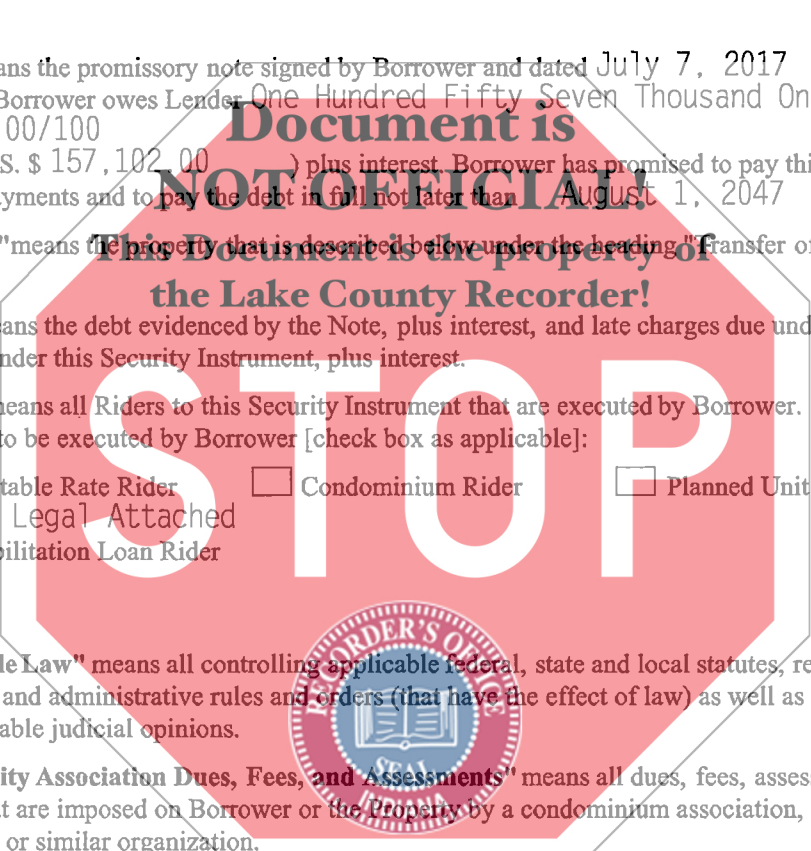 ans the promissory note signed by Borrower and dated July 7, 2017
Borrower owes Lender One Hundred Fifty Seven Thousand On
00/100
Document is
S. $ 157,102.00 ) plus interest. Borrower has promised to pay thi
yments and to pay the debt in full not later than August 1, 2047
NOT OFFICIAL!
"means the property that is described below under the heading "Transfer of
This Document is the property of
the Lake County Recorder!
ans the debt evidenced by the Note, plus interest, and late charges due und
nder this Security Instrument, plus interest.
STOP
neans all Riders to this Security Instrument that are executed by Borrower.
to be executed by Borrower [check box as applicable]:
table Rate Rider Condominium Rider Planned Unit
Legal Attached
bilitation Loan Rider
RECORDER'S OFFICE
le Law" means all controlling applicable federal, state and local statutes, re
and administrative rules and orders (that have the effect of law) as well as
able judicial opinions.
SEAL
ity Association Dues, Fees, and Assessments" means all dues, fees, assess
t are imposed on Borrower or the Property by a condominium association,
or similar organization.